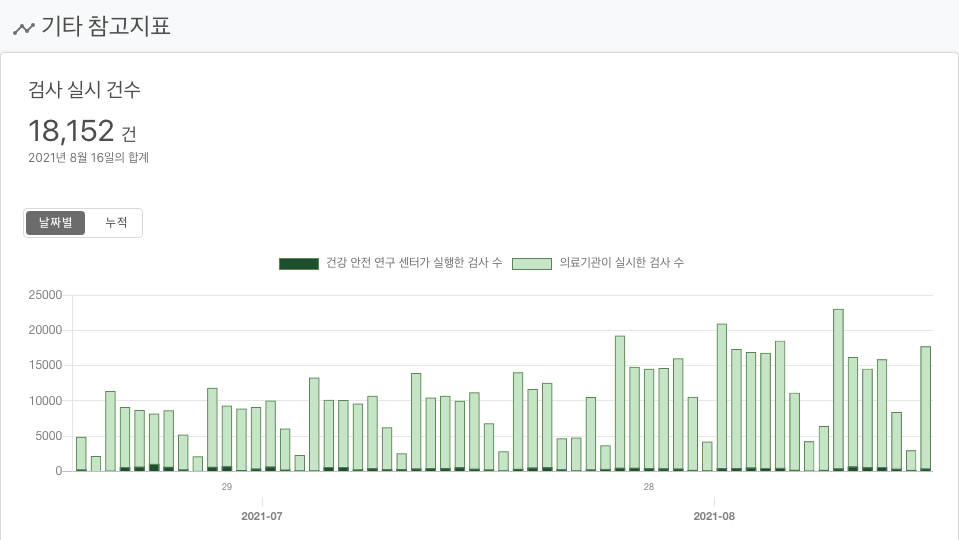 기타 참고지표
검사 실시 건수
18,152 건
2021년 8월 16일의 합계
날짜별 누적
건강 안전 연구 센터가 실행한 검사 수 의료기관이 실시한 검사 수
25000
20000
15000
10000
5000
0
29 28
2021-07 2021-08